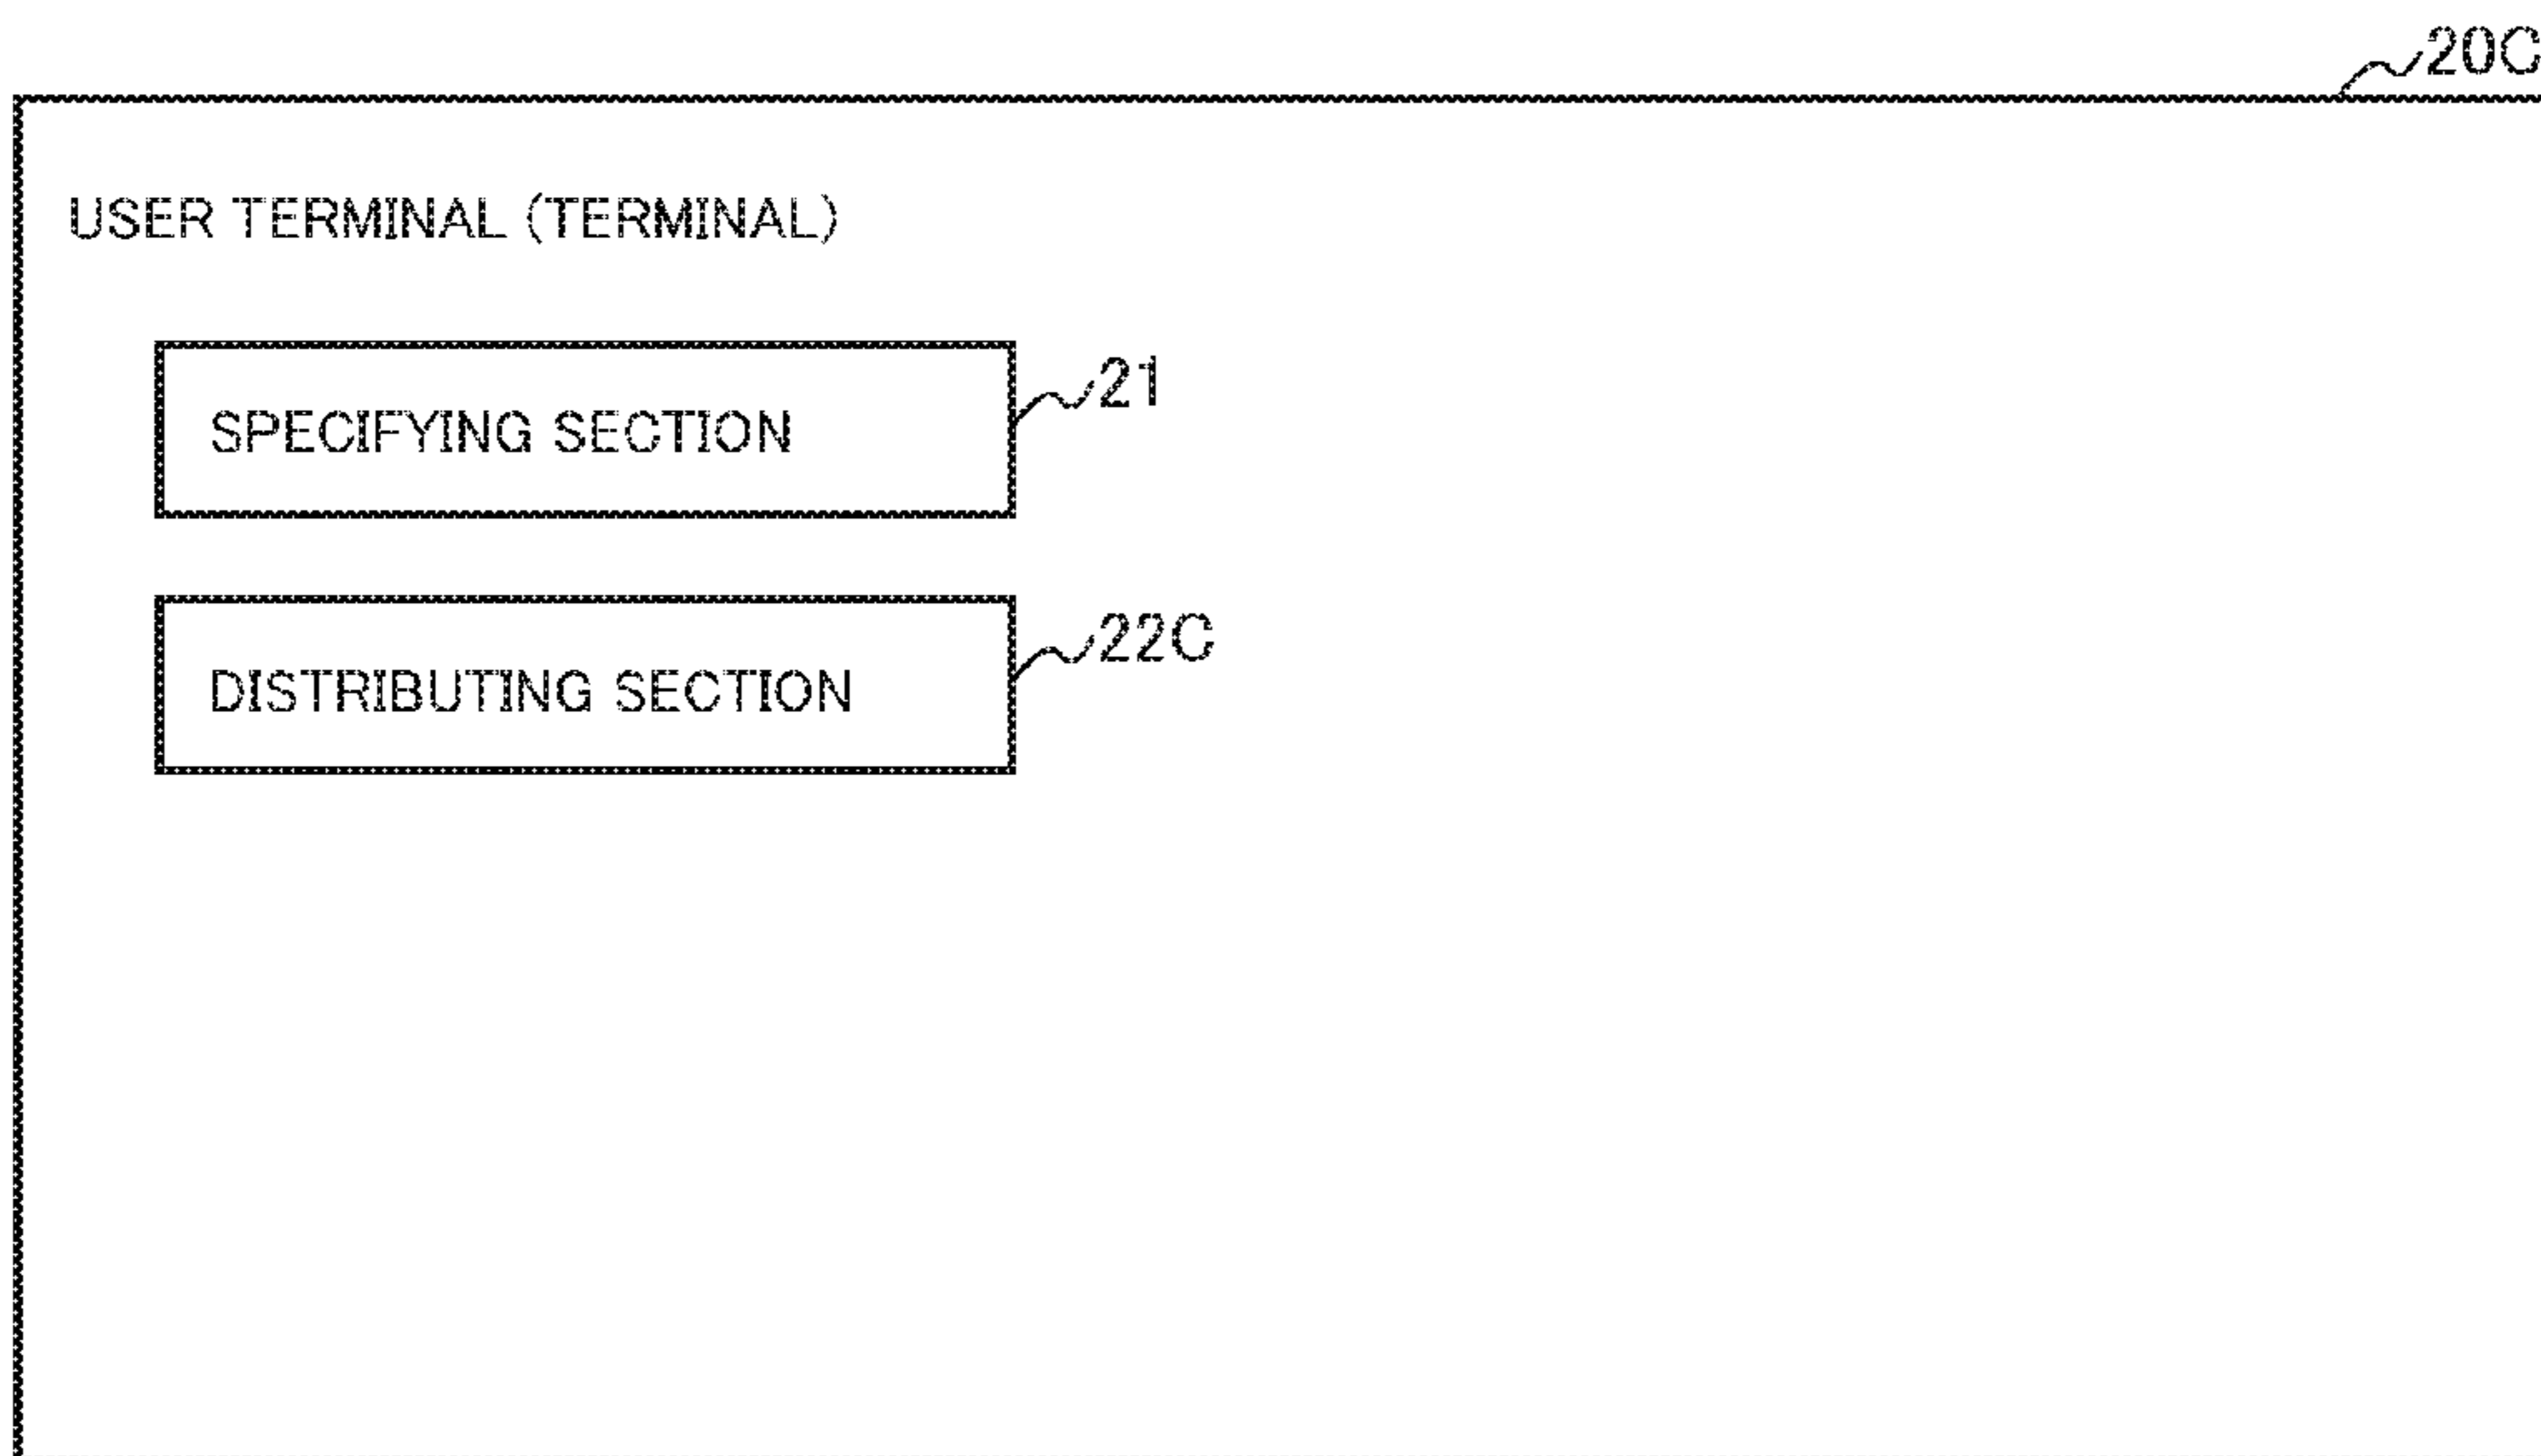 20C
USER TERMINAL (TERMINAL)
21
SPECIFYING SECTION
22C
DISTRIBUTING SECTION